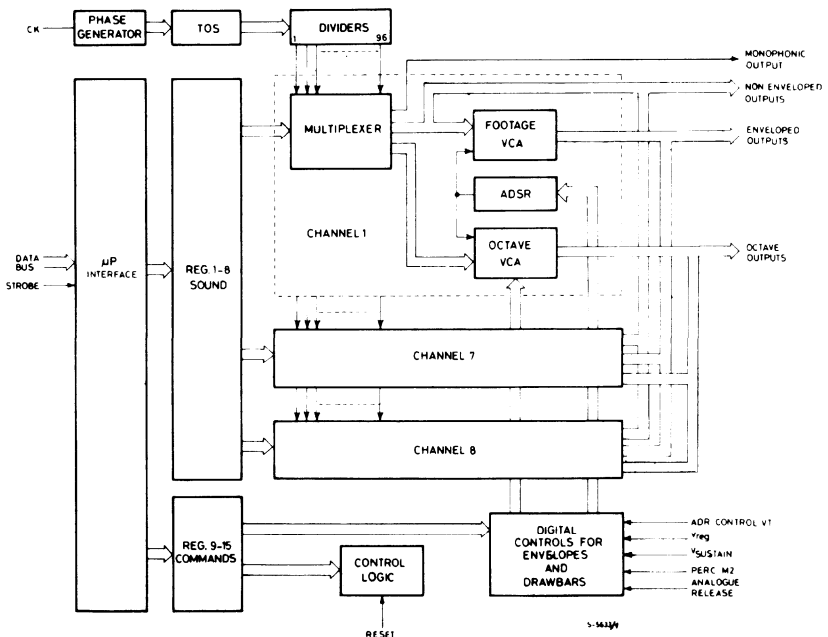 CK
PHASE
GENERATOR
TOS
DIVIDERS
1
96
MONOPHONIC
OUTPUT
NON ENVELOPED
OUTPUTS
MULTIPLEXER
FOOTAGE
VCA
ENVELOPED
OUTPUTS
ADSR
CHANNEL 1
OCTAVE
VCA
OCTAVE
OUTPUTS
DATA
BUS
STROBE
µP
INTERFACE
REG. 1-8
SOUND
CHANNEL 7
CHANNEL 8
REG. 9-15
COMMANDS
CONTROL
LOGIC
RESET
DIGITAL
CONTROLS FOR
ENVELOPES
AND
DRAWBARS
ADR CONTROL VT
Vreg
VSUSTAIN
PERC M2
ANALOGUE
RELEASE
S-5633/4